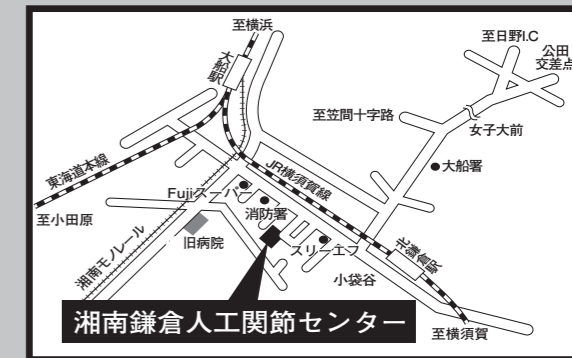 至横浜
大船駅
至日野I.C
公田
交差点
至笠間十字路
女子大前
大船署
東海道本線
JR横須賀線
Fujiスーパー
消防署
至小田原
旧病院
スリーエフ
北鎌倉駅
湘南モノレール
小袋谷
湘南鎌倉人工関節センター
至横須賀